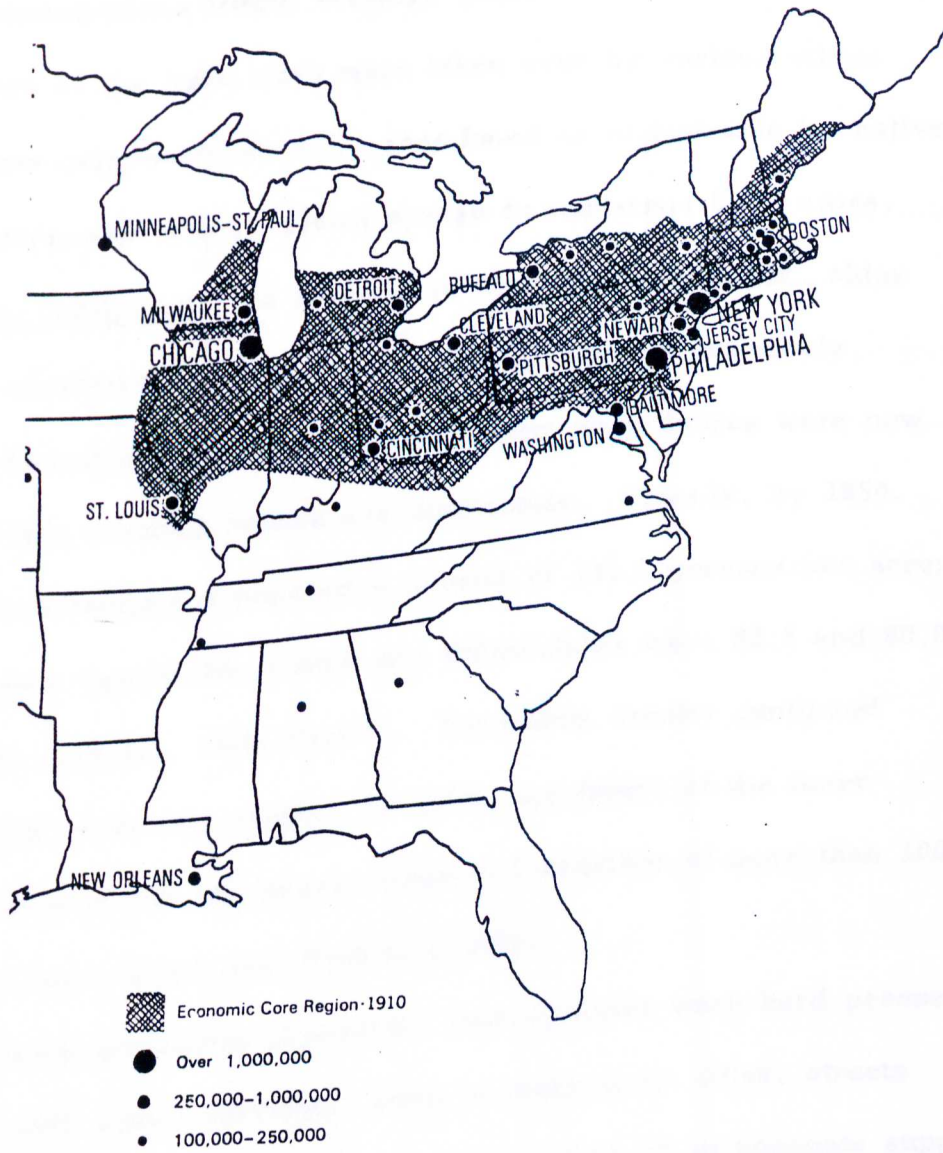 MINNEAPOLIS-ST. PAUL
BOSTON
BUFFALO
DETROIT
MILWAUKEE
NEW YORK
CLEVELAND
NEWARK
JERSEY CITY
CHICAGO
PITTSBURGH
PHILADELPHIA
BALTIMORE
CINCINNATI
WASHINGTON
ST. LOUIS
NEW ORLEANS
Economic Core Region·1910
Over 1,000,000
250,000–1,000,000
100,000–250,000